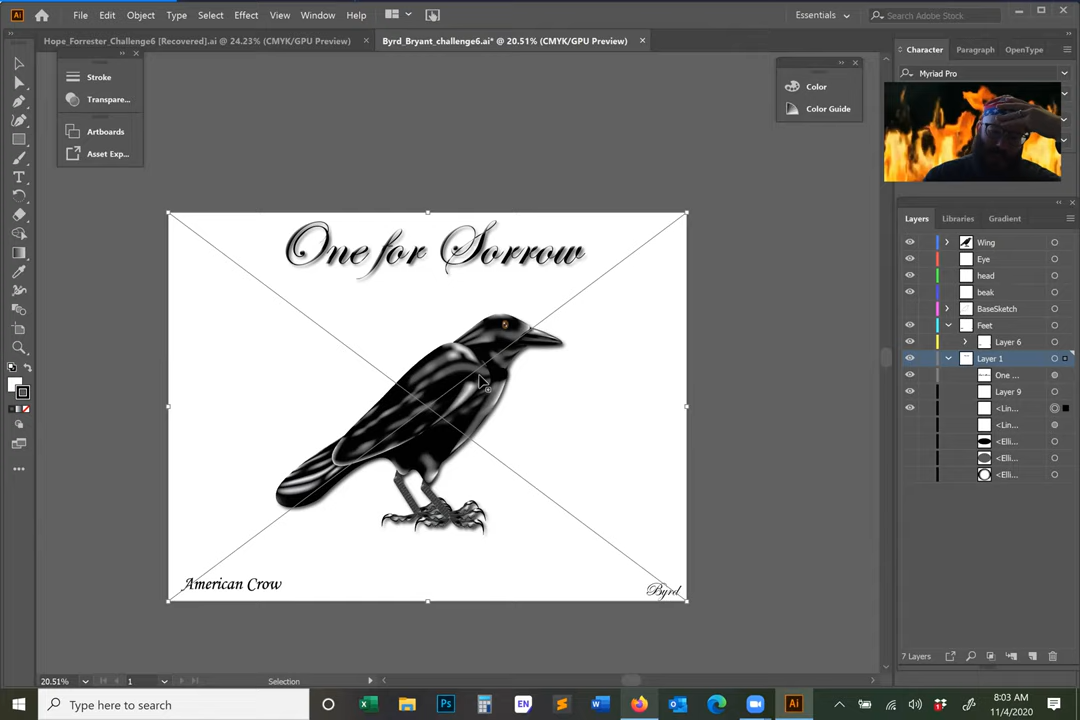 Ai File Edit Object Type Select Effect View Window Help Essentials Search Adobe Stock
Hope_Forrester_Challenge6 [Recovered].ai @ 24.23% (CMYK/GPU Preview) × Byrd_Bryant_challenge6.ai* @ 20.51% (CMYK/GPU Preview) ×
Character Paragraph OpenType
Stroke
Transpare...
Artboards
Asset Exp...
Color
Color Guide
Myriad Pro
One for Sorrow
American Crow
Byrd
Layers Libraries Gradient
Wing
Eye
head
beak
BaseSketch
Feet
Layer 6
Layer 1
One ...
Layer 9
<Lin...
<Lin...
<Elli...
<Elli...
<Elli...
7 Layers
20.51% 1 Selection
Type here to search
EN
Ps
Ai
8:03 AM
11/4/2020